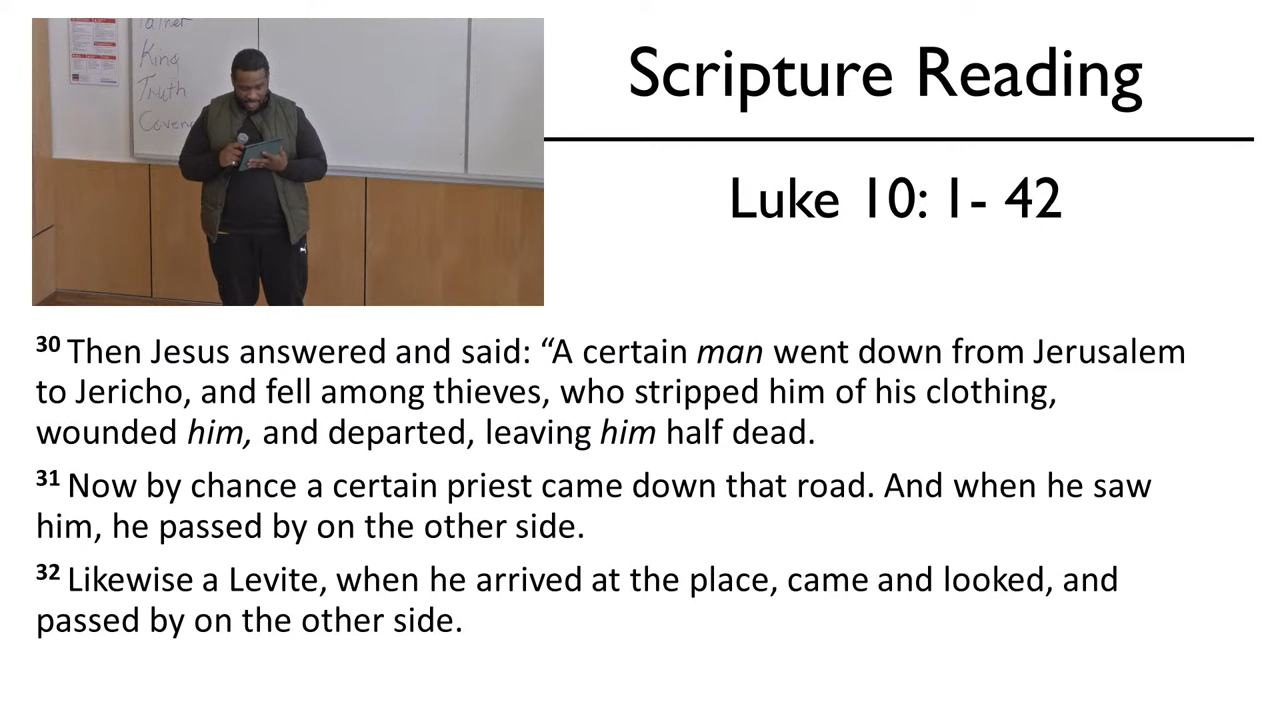 Father
King
Truth
Scripture Reading
Luke 10: 1- 42
30 Then Jesus answered and said: “A certain man went down from Jerusalem
to Jericho, and fell among thieves, who stripped him of his clothing,
wounded him, and departed, leaving him half dead.
31 Now by chance a certain priest came down that road. And when he saw
him, he passed by on the other side.
32 Likewise a Levite, when he arrived at the place, came and looked, and
passed by on the other side.